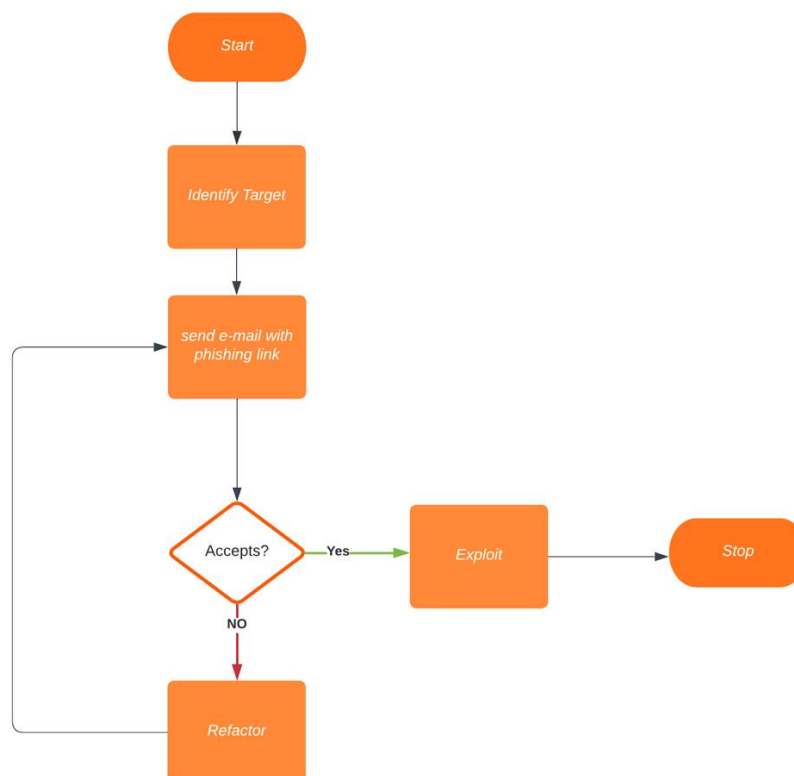 Start
Identify Target
send e-mail with
phishing link
Accepts?
Yes
Exploit
Stop
NO
Refactor